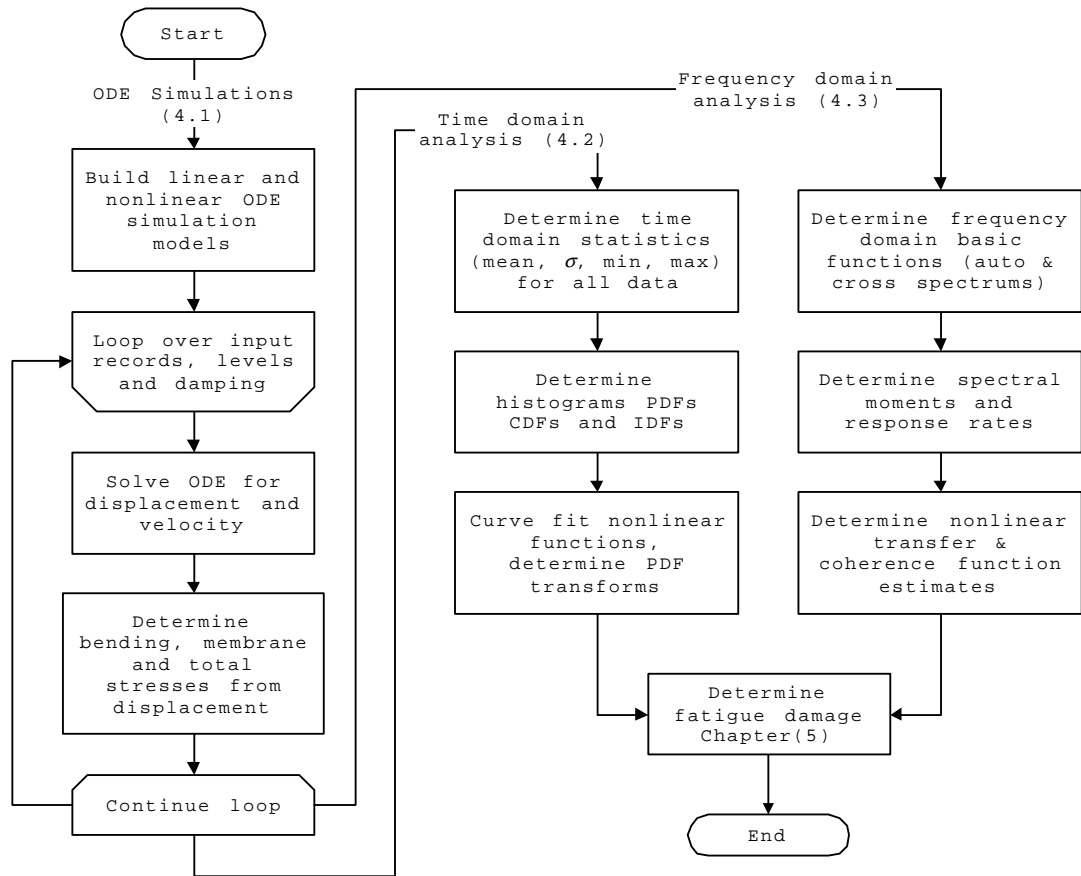 Start
ODE Simulations
(4.1)
Build linear and
nonlinear ODE
simulation
models
Loop over input
records, levels
and damping
Solve ODE for
displacement and
velocity
Determine
bending, membrane
and total
stresses from
displacement
Continue loop
Time domain
analysis (4.2)
Determine time
domain statistics
(mean, σ, min, max)
for all data
Determine
histograms PDFs
CDFs and IDFs
Curve fit nonlinear
functions,
determine PDF
transforms
Frequency domain
analysis (4.3)
Determine frequency
domain basic
functions (auto &
cross spectrums)
Determine spectral
moments and
response rates
Determine nonlinear
transfer &
coherence function
estimates
Determine
fatigue damage
Chapter(5)
End